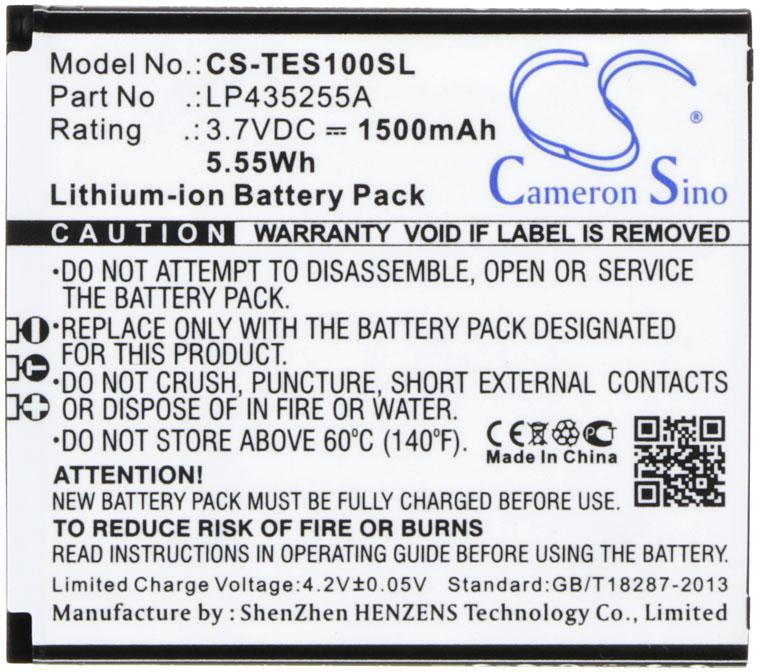 Model No.: CS-TES100SL
Part No .: LP435255A
Rating .: 3.7VDC ⎓ 1500mAh
5.55Wh
Lithium-ion Battery Pack
CS ®
Cameron Sino
CAUTION WARRANTY VOID IF LABEL IS REMOVED
•DO NOT ATTEMPT TO DISASSEMBLE, OPEN OR SERVICE
THE BATTERY PACK.
•REPLACE ONLY WITH THE BATTERY PACK DESIGNATED
FOR THIS PRODUCT.
•DO NOT CRUSH, PUNCTURE, SHORT EXTERNAL CONTACTS
OR DISPOSE OF IN FIRE OR WATER.
•DO NOT STORE ABOVE 60°C (140°F).
CE PCT
Made In China
ATTENTION!
NEW BATTERY PACK MUST BE FULLY CHARGED BEFORE USE.
TO REDUCE RISK OF FIRE OR BURNS
READ INSTRUCTIONS IN OPERATING GUIDE BEFORE USING THE BATTERY.
Limited Charge Voltage:4.2V±0.05V Standard:GB/T18287-2013
Manufacture by : ShenZhen HENZENS Technology Co., Limited